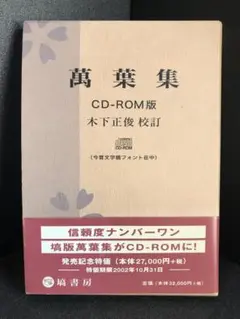 萬葉集
CD-ROM版
木下正俊 校訂
CD-ROM
(今昔文字鏡フォント在中)
信頼度ナンバーワン
塙版萬葉集がCD-ROMに!
発売記念特価(本体27,000円+税)
特価期限2002年10月31日
塙書房
定価(本体32,000円+税)